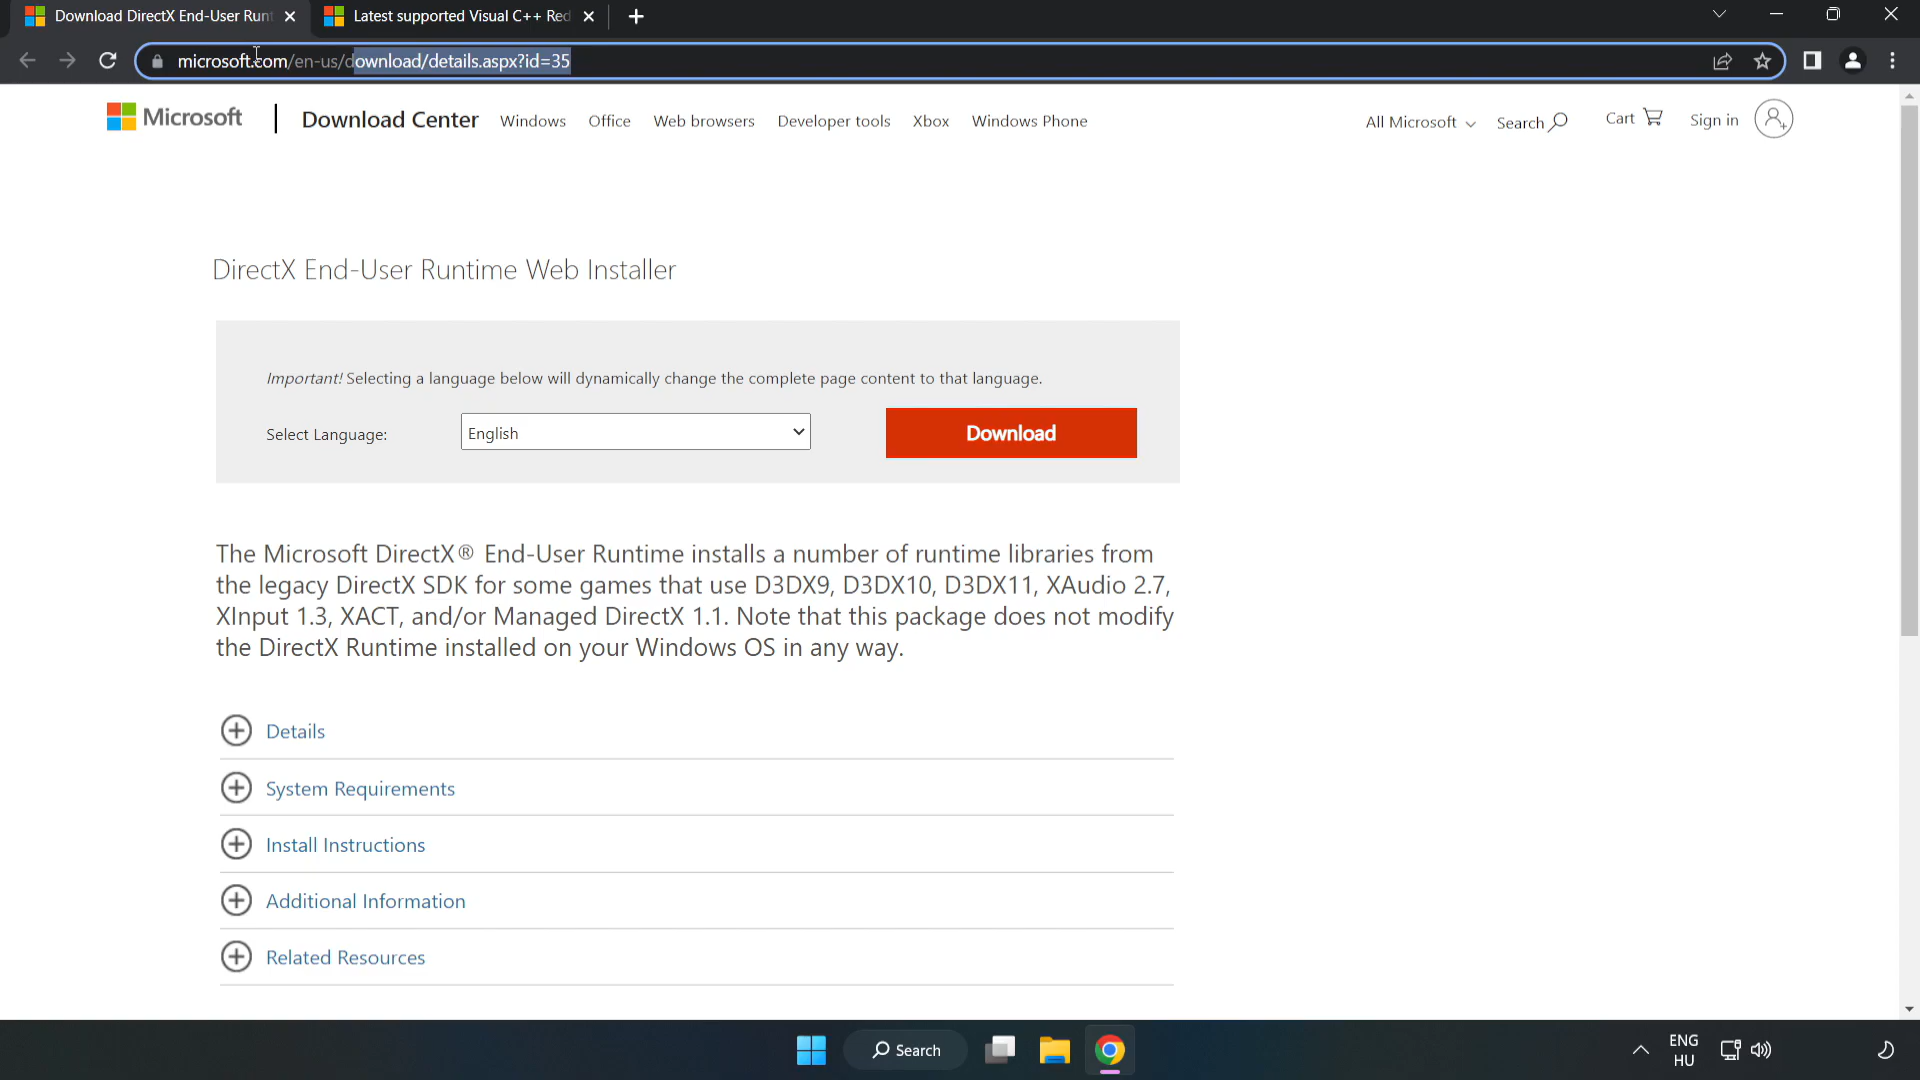 Download DirectX End-User Runt
Latest supported Visual C++ Red
microsoft.com/en-us/download/details.aspx?id=35
Microsoft
Download Center
Windows
Office
Web browsers
Developer tools
Xbox
Windows Phone
All Microsoft
Search
Cart
Sign in
DirectX End-User Runtime Web Installer
Important! Selecting a language below will dynamically change the complete page content to that language.
Select Language:
English
Download
The Microsoft DirectX® End-User Runtime installs a number of runtime libraries from
the legacy DirectX SDK for some games that use D3DX9, D3DX10, D3DX11, XAudio 2.7,
XInput 1.3, XACT, and/or Managed DirectX 1.1. Note that this package does not modify
the DirectX Runtime installed on your Windows OS in any way.
Details
System Requirements
Install Instructions
Additional Information
Related Resources
Search
ENG
HU